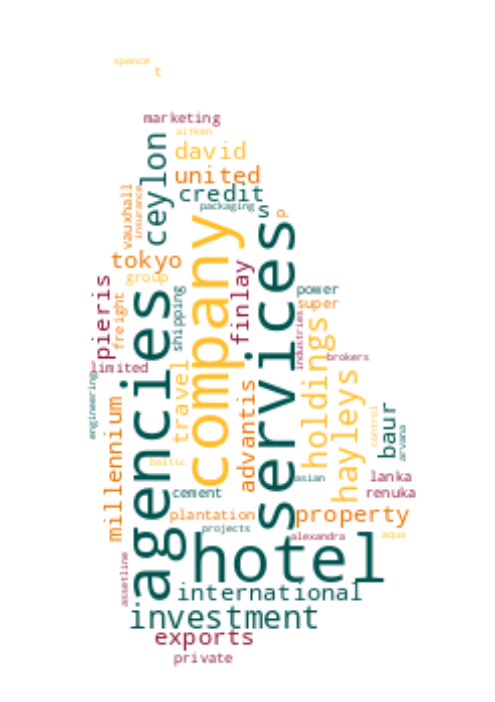 spence
t
marketing
aitken
david
ceylon
united
credit
packaging
s
p
vauxhall
insurance
tokyo
group
company
services
finlay
pieris
freight
shipping
agencies
power
super
industries
holdings
brokers
limited
engineering
travel
hayleys
advantis
millennium
control
baur
arvana
baltic
asian
lanka
renuka
cement
plantation
property
projects
alexandra
aqua
hotel
assetline
international
investment
exports
private